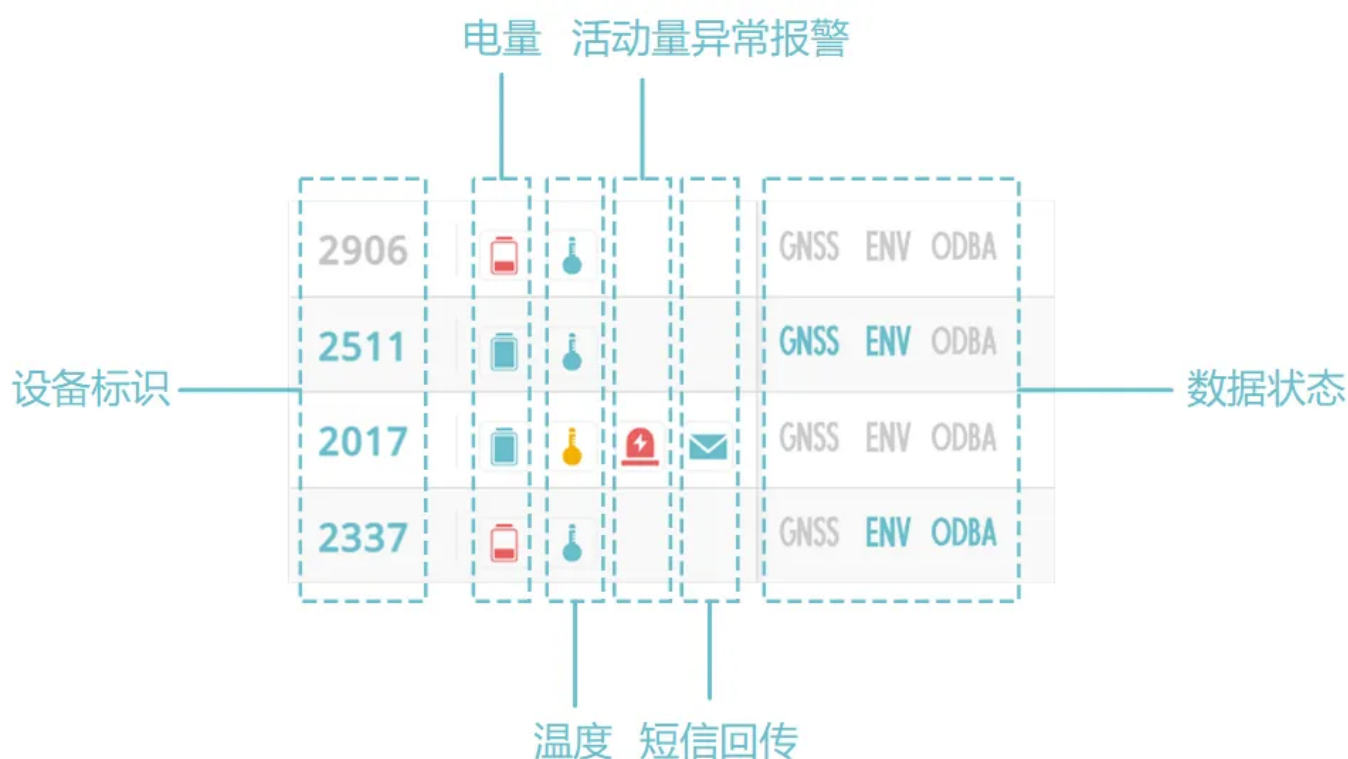 电量 活动量异常报警
2906 GNSS ENV ODBA
2511 GNSS ENV ODBA
设备标识 数据状态
2017 GNSS ENV ODBA
2337 GNSS ENV ODBA
温度 短信回传